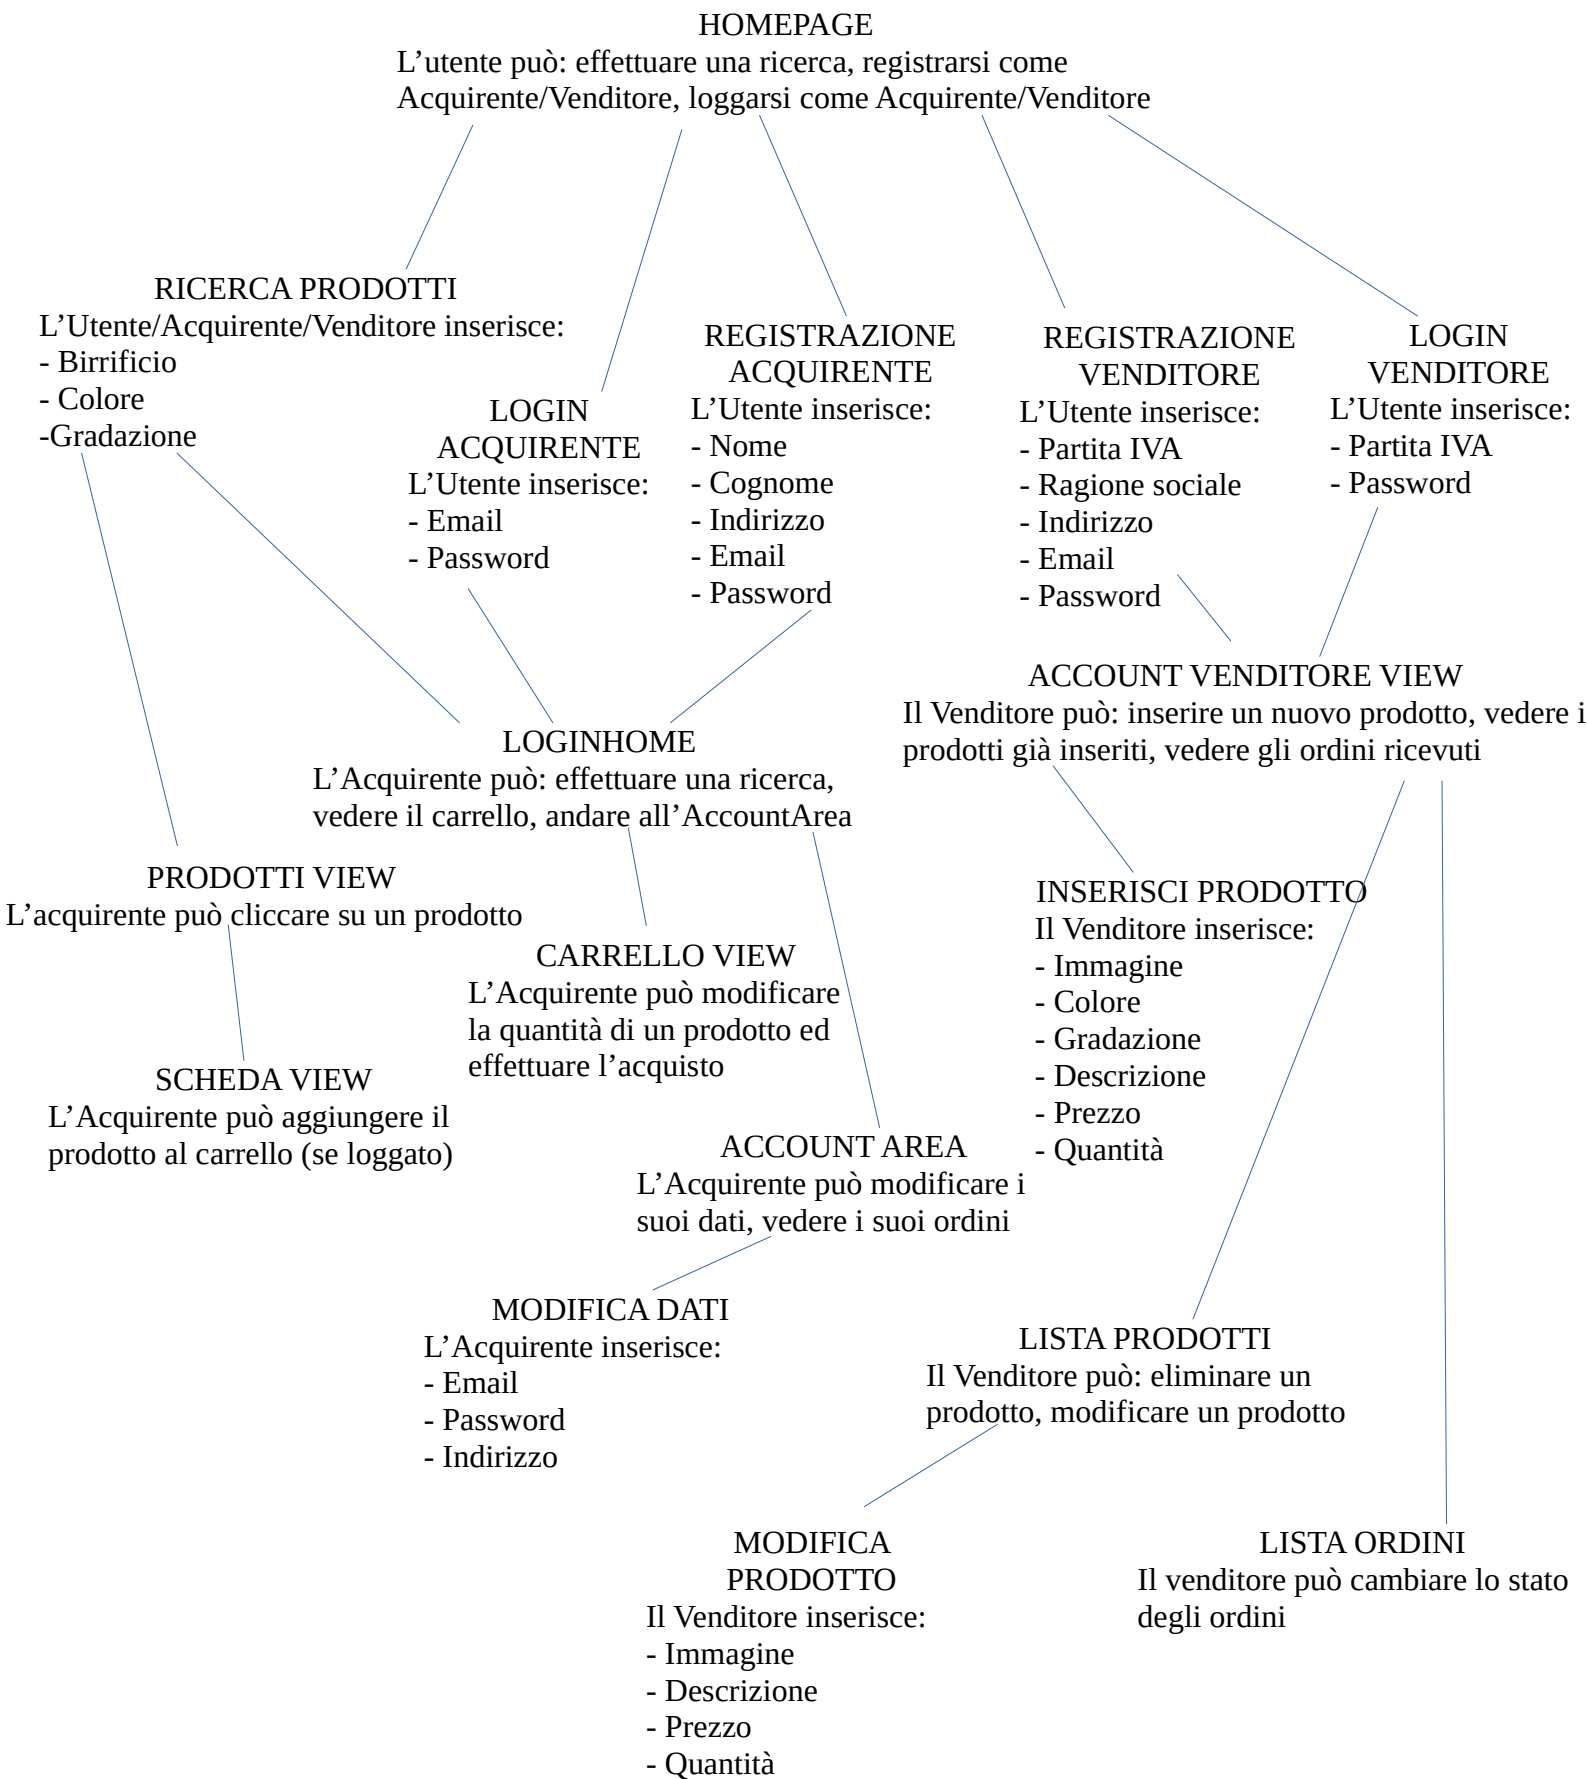 HOMEPAGE
L’utente può: effettuare una ricerca, registrarsi come
Acquirente/Venditore, loggarsi come Acquirente/Venditore
RICERCA PRODOTTI
L’Utente/Acquirente/Venditore inserisce:
- Birrificio
- Colore
-Gradazione
LOGIN
ACQUIRENTE
L’Utente inserisce:
- Email
- Password
REGISTRAZIONE
ACQUIRENTE
L’Utente inserisce:
- Nome
- Cognome
- Indirizzo
- Email
- Password
REGISTRAZIONE
VENDITORE
L’Utente inserisce:
- Partita IVA
- Ragione sociale
- Indirizzo
- Email
- Password
LOGIN
VENDITORE
L’Utente inserisce:
- Partita IVA
- Password
LOGINHOME
L’Acquirente può: effettuare una ricerca,
vedere il carrello, andare all’AccountArea
ACCOUNT VENDITORE VIEW
Il Venditore può: inserire un nuovo prodotto, vedere i
prodotti già inseriti, vedere gli ordini ricevuti
PRODOTTI VIEW
L’acquirente può cliccare su un prodotto
CARRELLO VIEW
L’Acquirente può modificare
la quantità di un prodotto ed
effettuare l’acquisto
INSERISCI PRODOTTO
Il Venditore inserisce:
- Immagine
- Colore
- Gradazione
- Descrizione
- Prezzo
- Quantità
SCHEDA VIEW
L’Acquirente può aggiungere il
prodotto al carrello (se loggato)
ACCOUNT AREA
L’Acquirente può modificare i
suoi dati, vedere i suoi ordini
MODIFICA DATI
L’Acquirente inserisce:
- Email
- Password
- Indirizzo
LISTA PRODOTTI
Il Venditore può: eliminare un
prodotto, modificare un prodotto
MODIFICA
PRODOTTO
Il Venditore inserisce:
- Immagine
- Descrizione
- Prezzo
- Quantità
LISTA ORDINI
Il venditore può cambiare lo stato
degli ordini